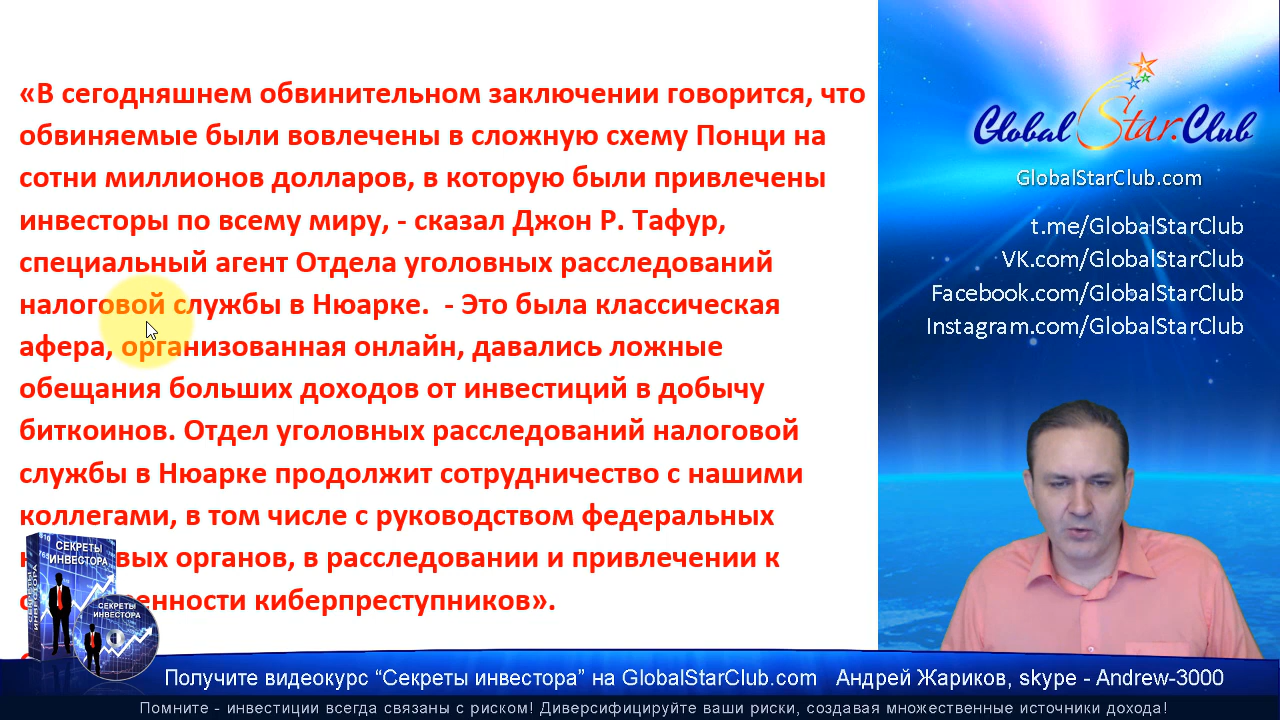 «В сегодняшнем обвинительном заключении говорится, что
обвиняемые были вовлечены в сложную схему Понци на
сотни миллионов долларов, в которую были привлечены
инвесторы по всему миру, - сказал Джон Р. Тафур,
специальный агент Отдела уголовных расследований
налоговой службы в Нюарке.  - Это была классическая
афера, организованная онлайн, давались ложные
обещания больших доходов от инвестиций в добычу
биткоинов. Отдел уголовных расследований налоговой
службы в Нюарке продолжит сотрудничество с нашими
коллегами, в том числе с руководством федеральных
органов, в расследовании и привлечении к
киберпреступников».
Global Star.Club
GlobalStarClub.com
t.me/GlobalStarClub
VK.com/GlobalStarClub
Facebook.com/GlobalStarClub
Instagram.com/GlobalStarClub
СЕКРЕТЫ
ИНВЕСТОРА
СЕКРЕТЫ
ИНВЕСТОРА
Получите видеокурс “Секреты инвестора” на GlobalStarClub.com   Андрей Жариков, skype - Andrew-3000
Помните - инвестиции всегда связаны с риском! Диверсифицируйте ваши риски, создавая множественные источники дохода!